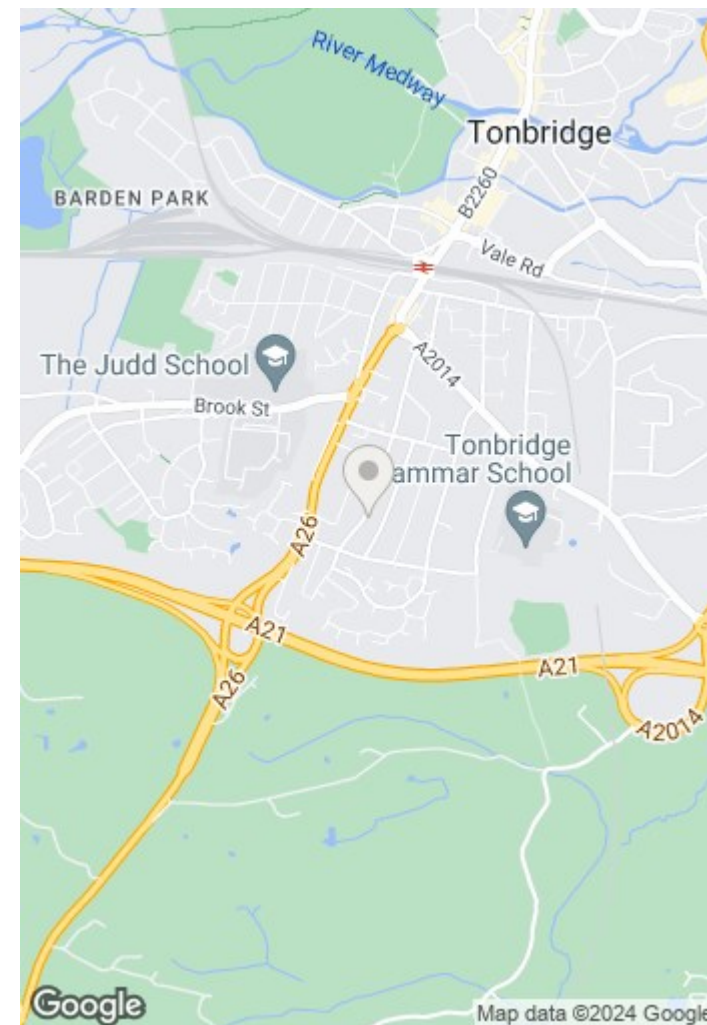 River Medway
Tonbridge
B2260
BARDEN PARK
Vale Rd
The Judd School
A2014
Brook St
Tonbridge
ammar School
A26
A21
A21
A26
A2014
Google
Map data ©2024 Google